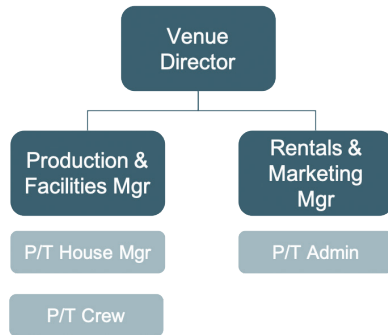 Venue
Director
Production &
Facilities Mgr
Rentals &
Marketing
Mgr
P/T House Mgr
P/T Admin
P/T Crew